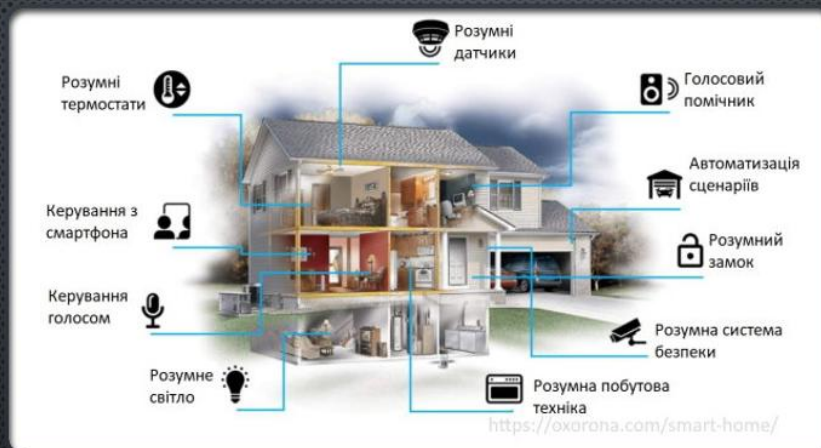 Розумні
датчики
Розумні
термостати
Голосовий
помічник
Автоматизація
сценаріїв
Керування з
смартфона
Розумний
замок
Керування
голосом
Розумна система
безпеки
Розумне
світло
Розумна побутова
техніка
https://oxorona.com/smart-home/